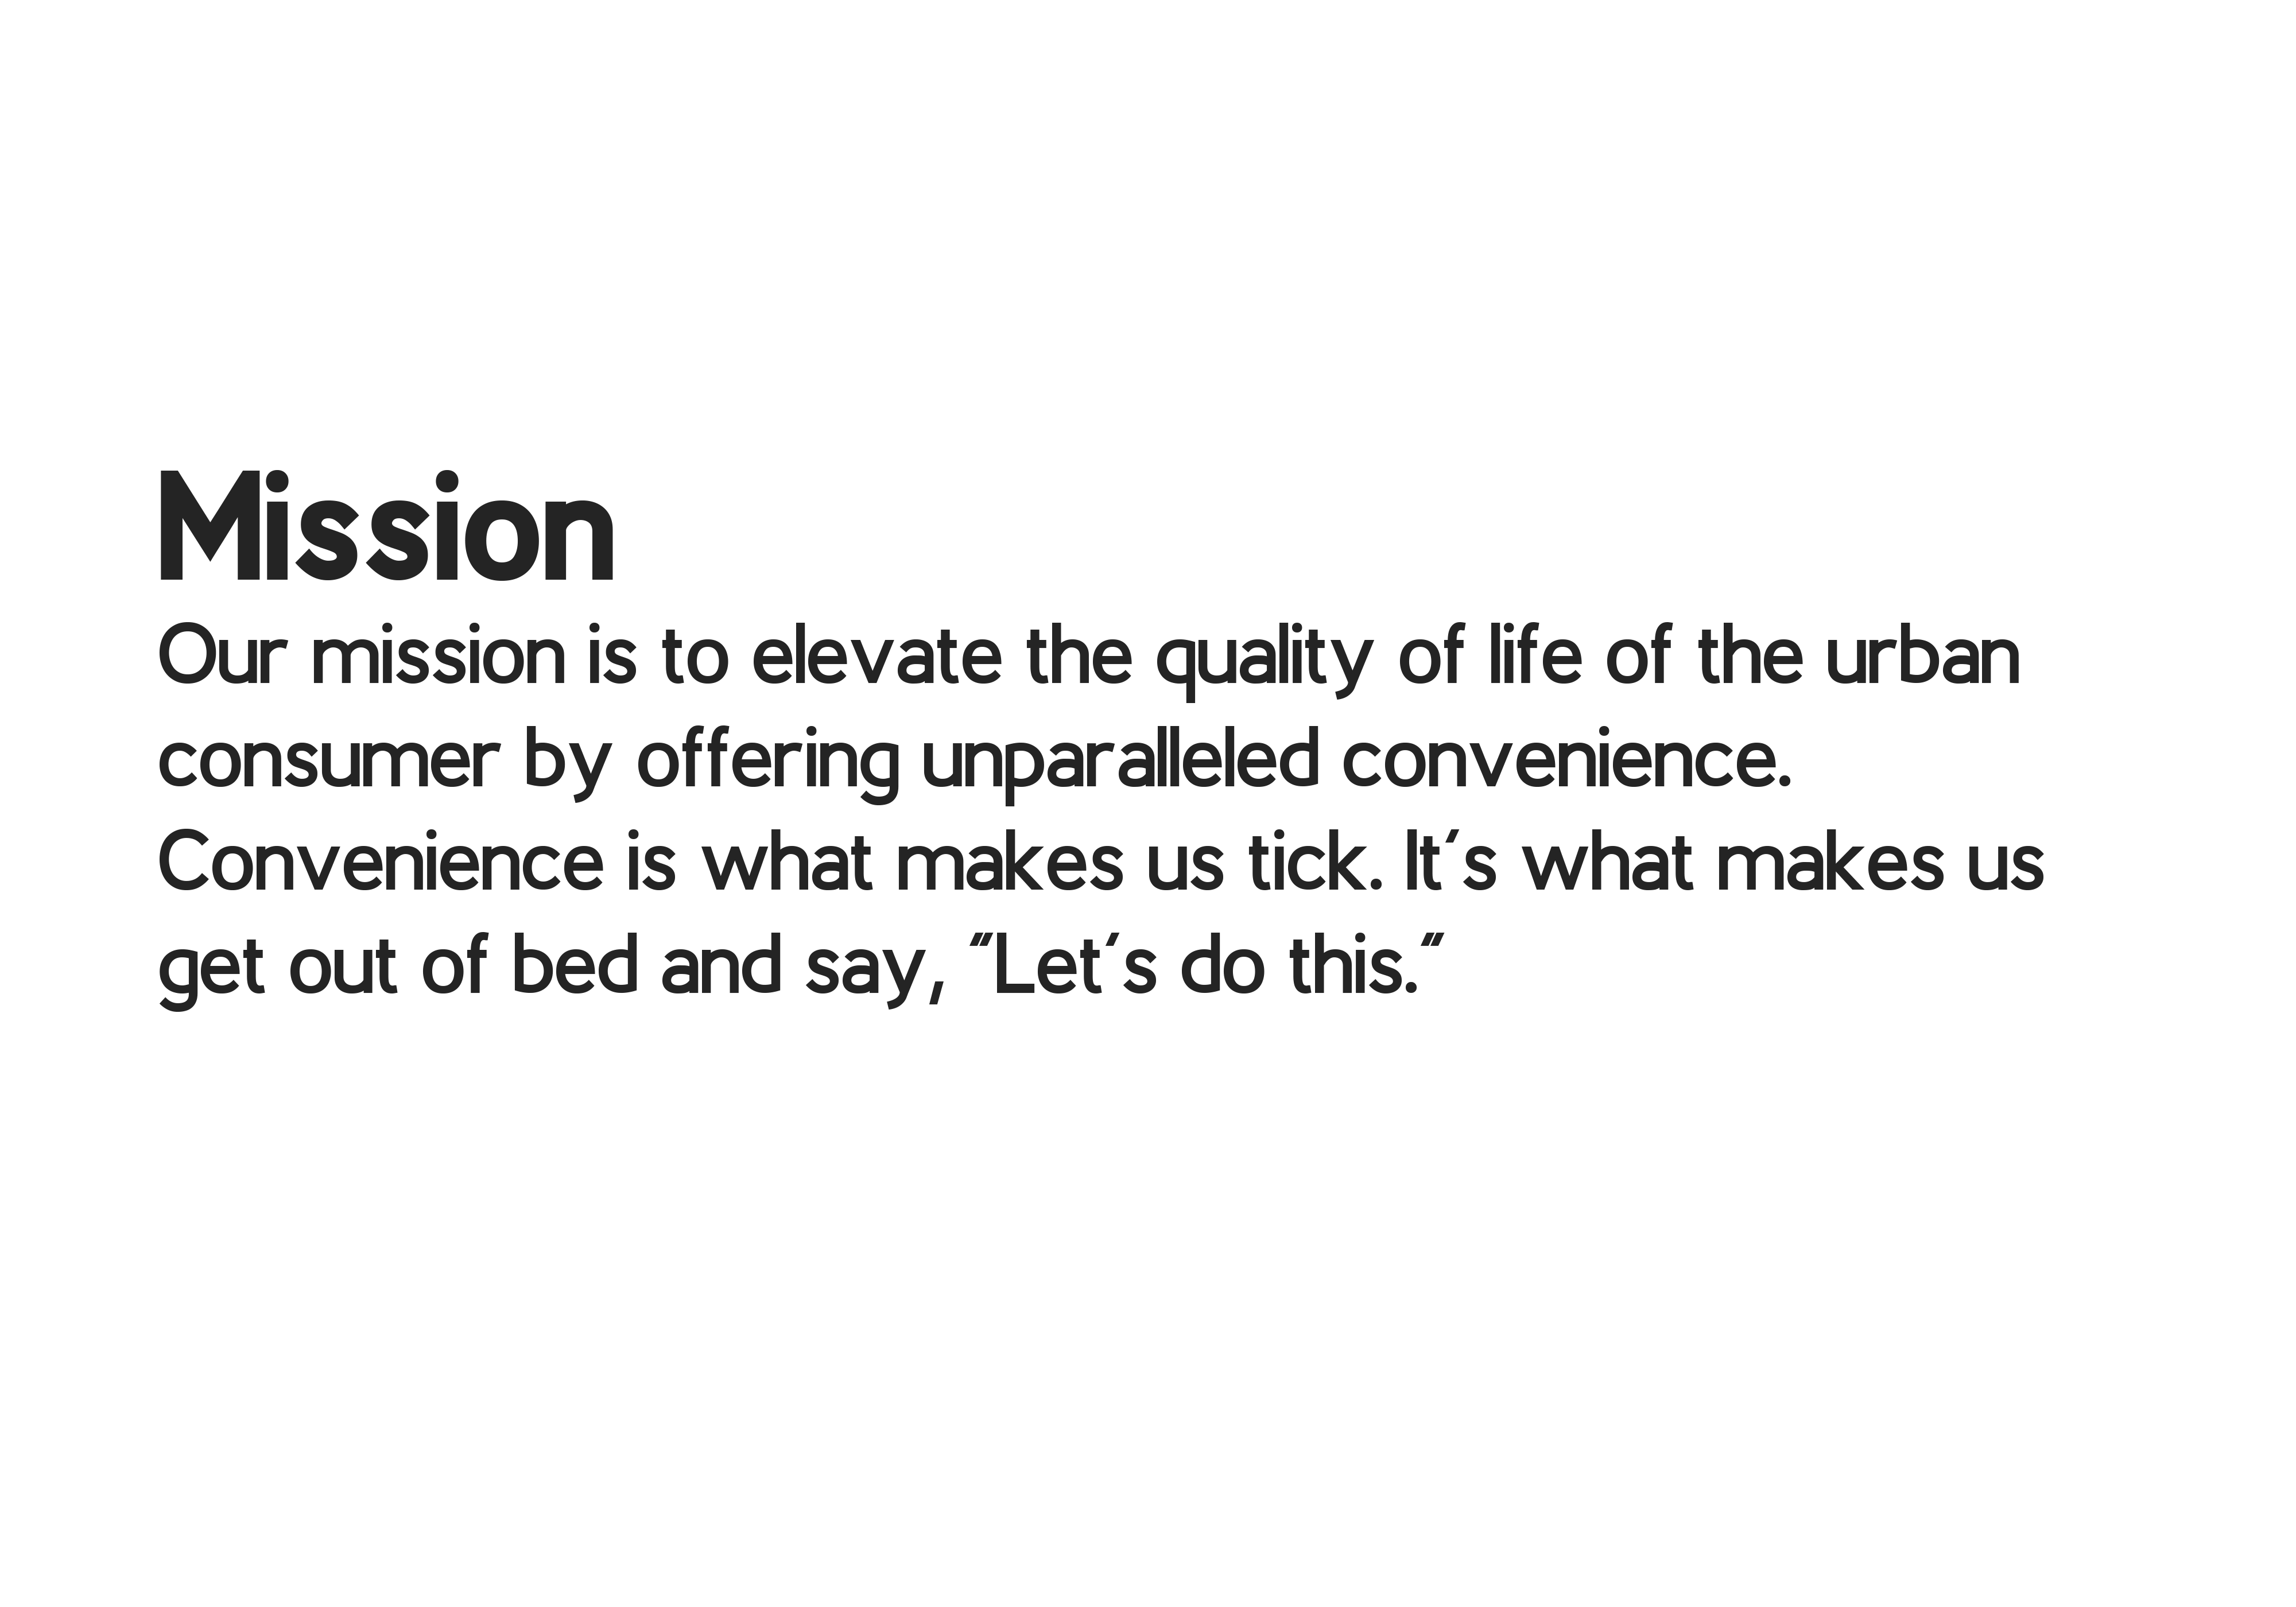 Mission
Our mission is to elevate the quality of life of the urban
consumer by offering unparalleled convenience.
Convenience is what makes us tick. It's what makes us
get out of bed and say, "Let's do this."